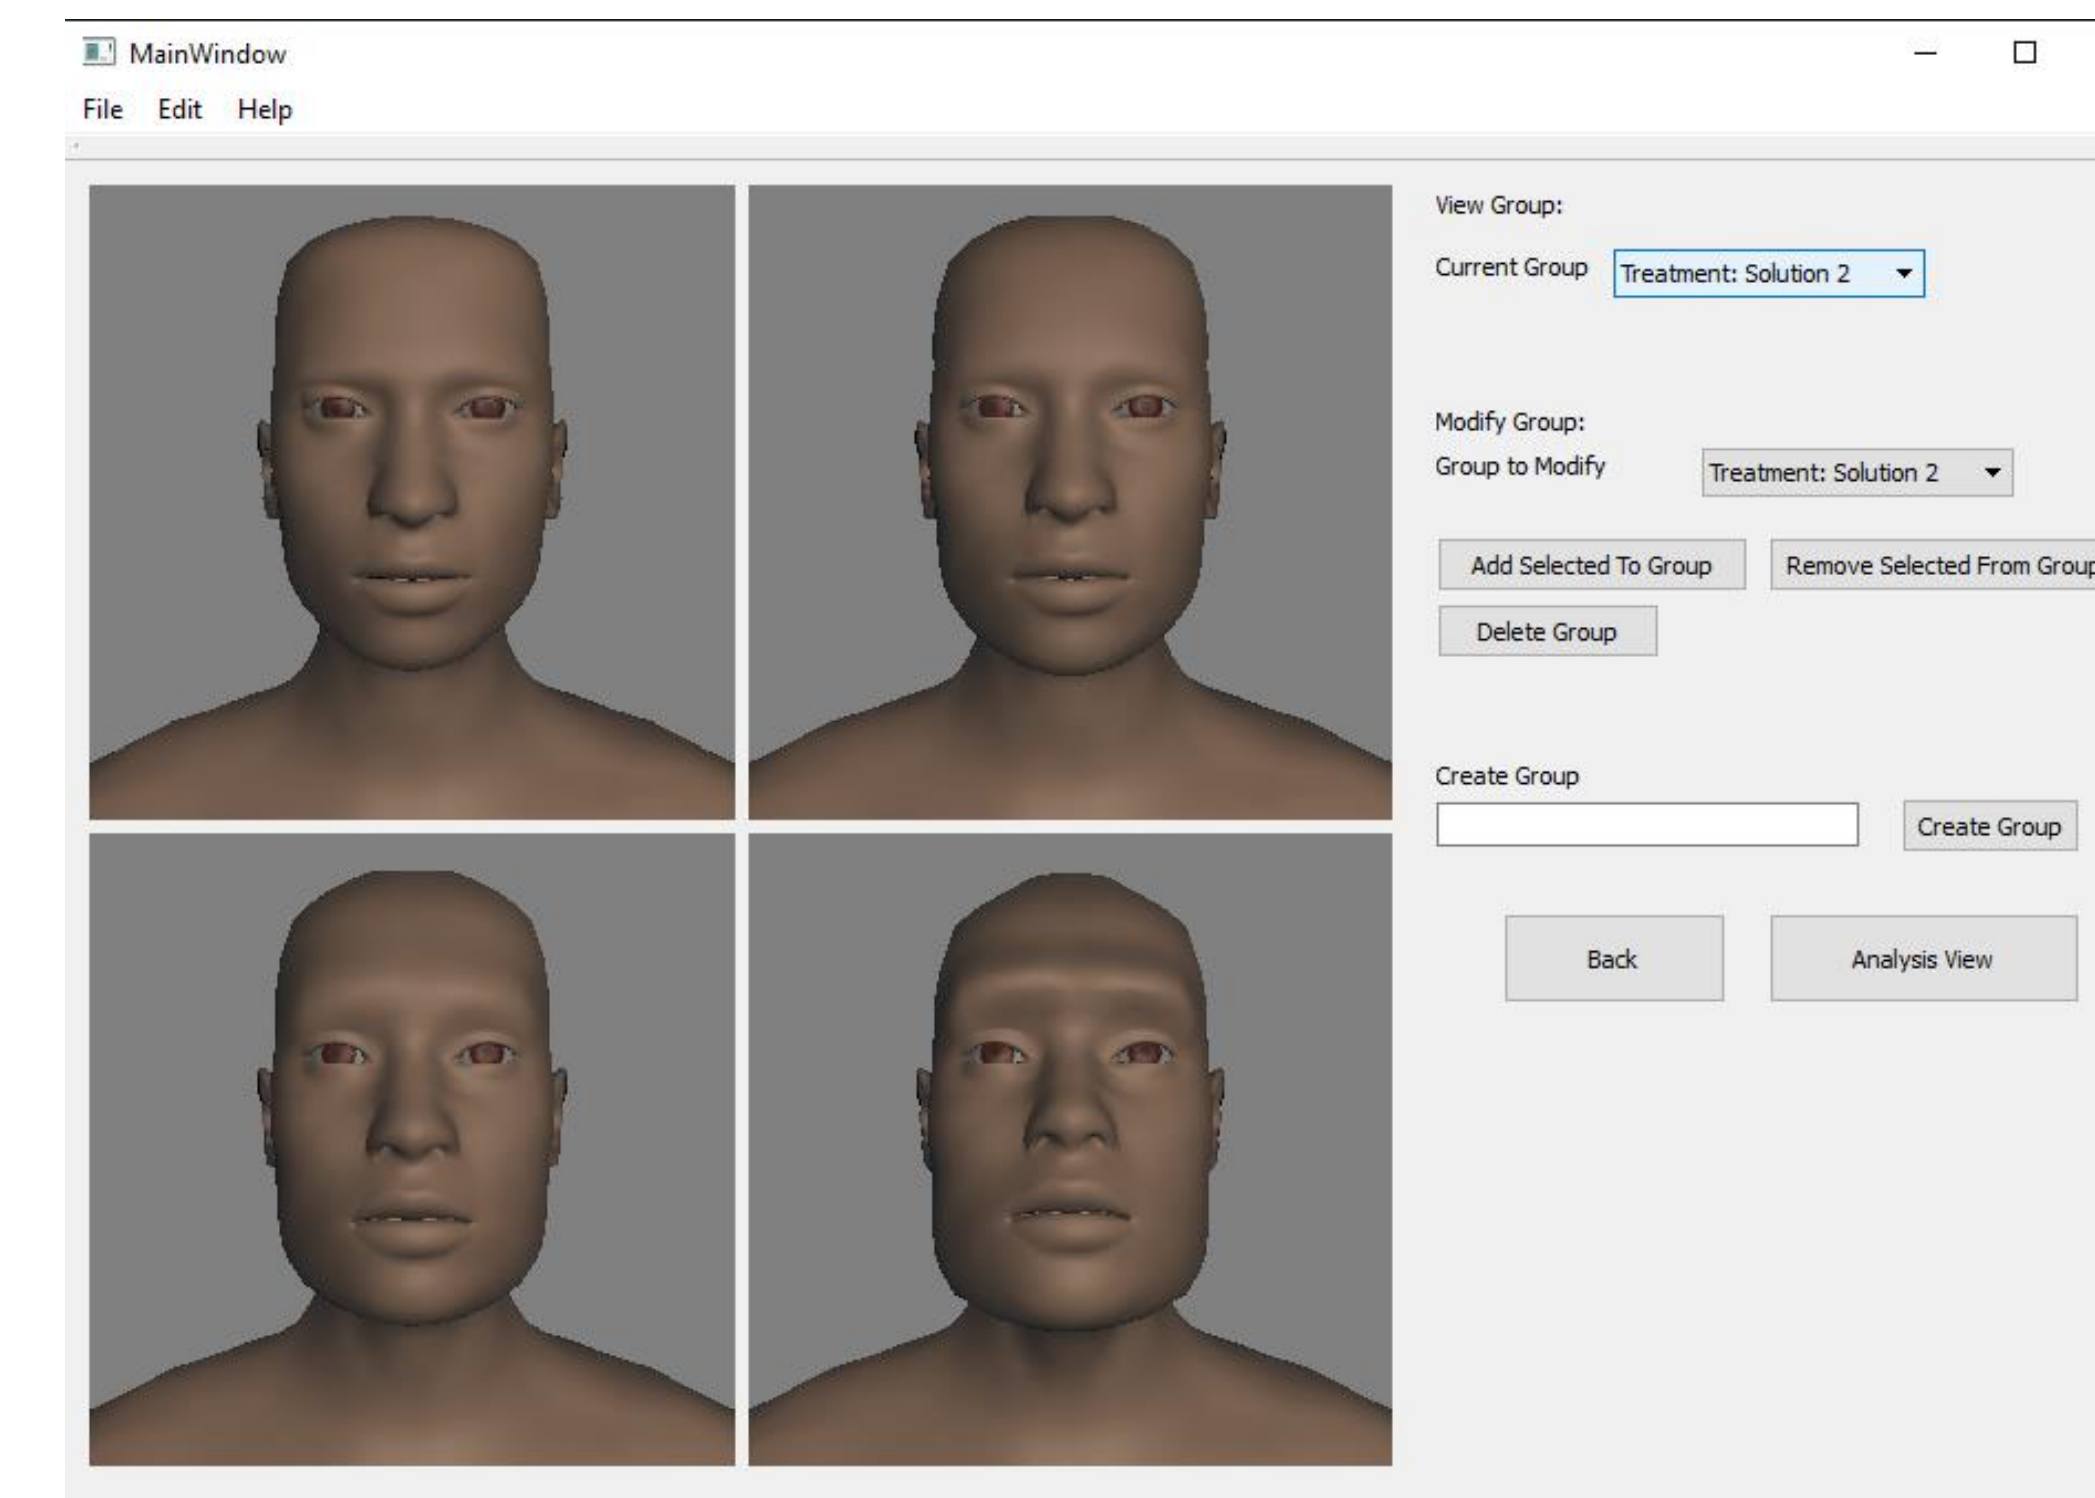 MainWindow
File Edit Help
View Group:
Current Group Treatment: Solution 2
Modify Group:
Group to Modify Treatment: Solution 2
Add Selected To Group Remove Selected From Group
Delete Group
Create Group
Create Group
Back Analysis View